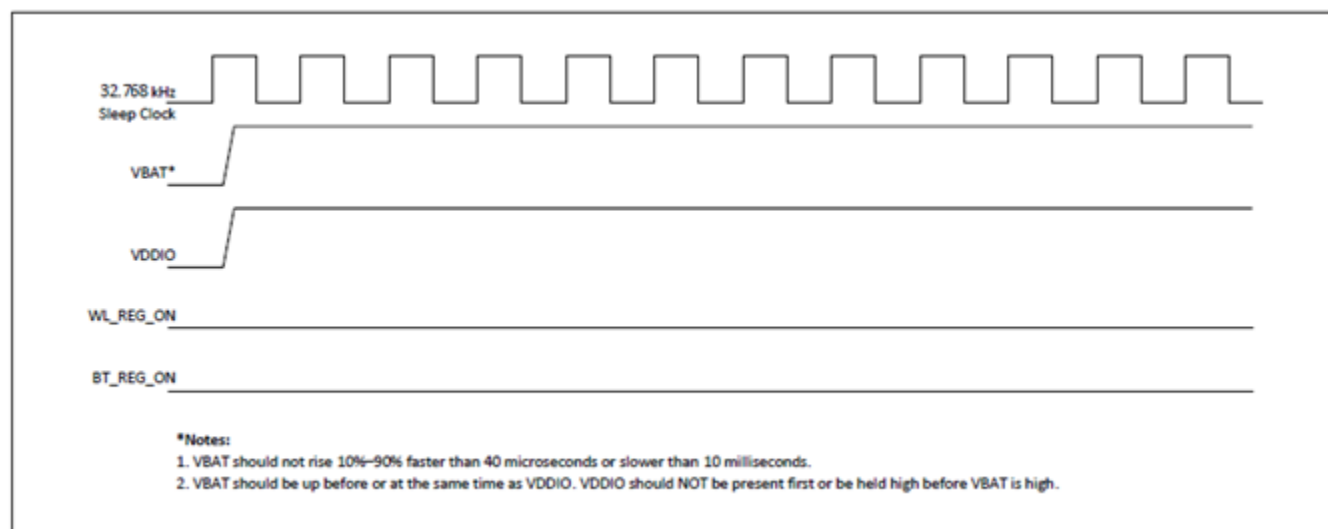 32.768 kHz
Sleep Clock
VBAT*
VDDIO
WL_REG_ON
BT_REG_ON
*Notes:
1. VBAT should not rise 10%–90% faster than 40 microseconds or slower than 10 milliseconds.
2. VBAT should be up before or at the same time as VDDIO. VDDIO should NOT be present first or be held high before VBAT is high.